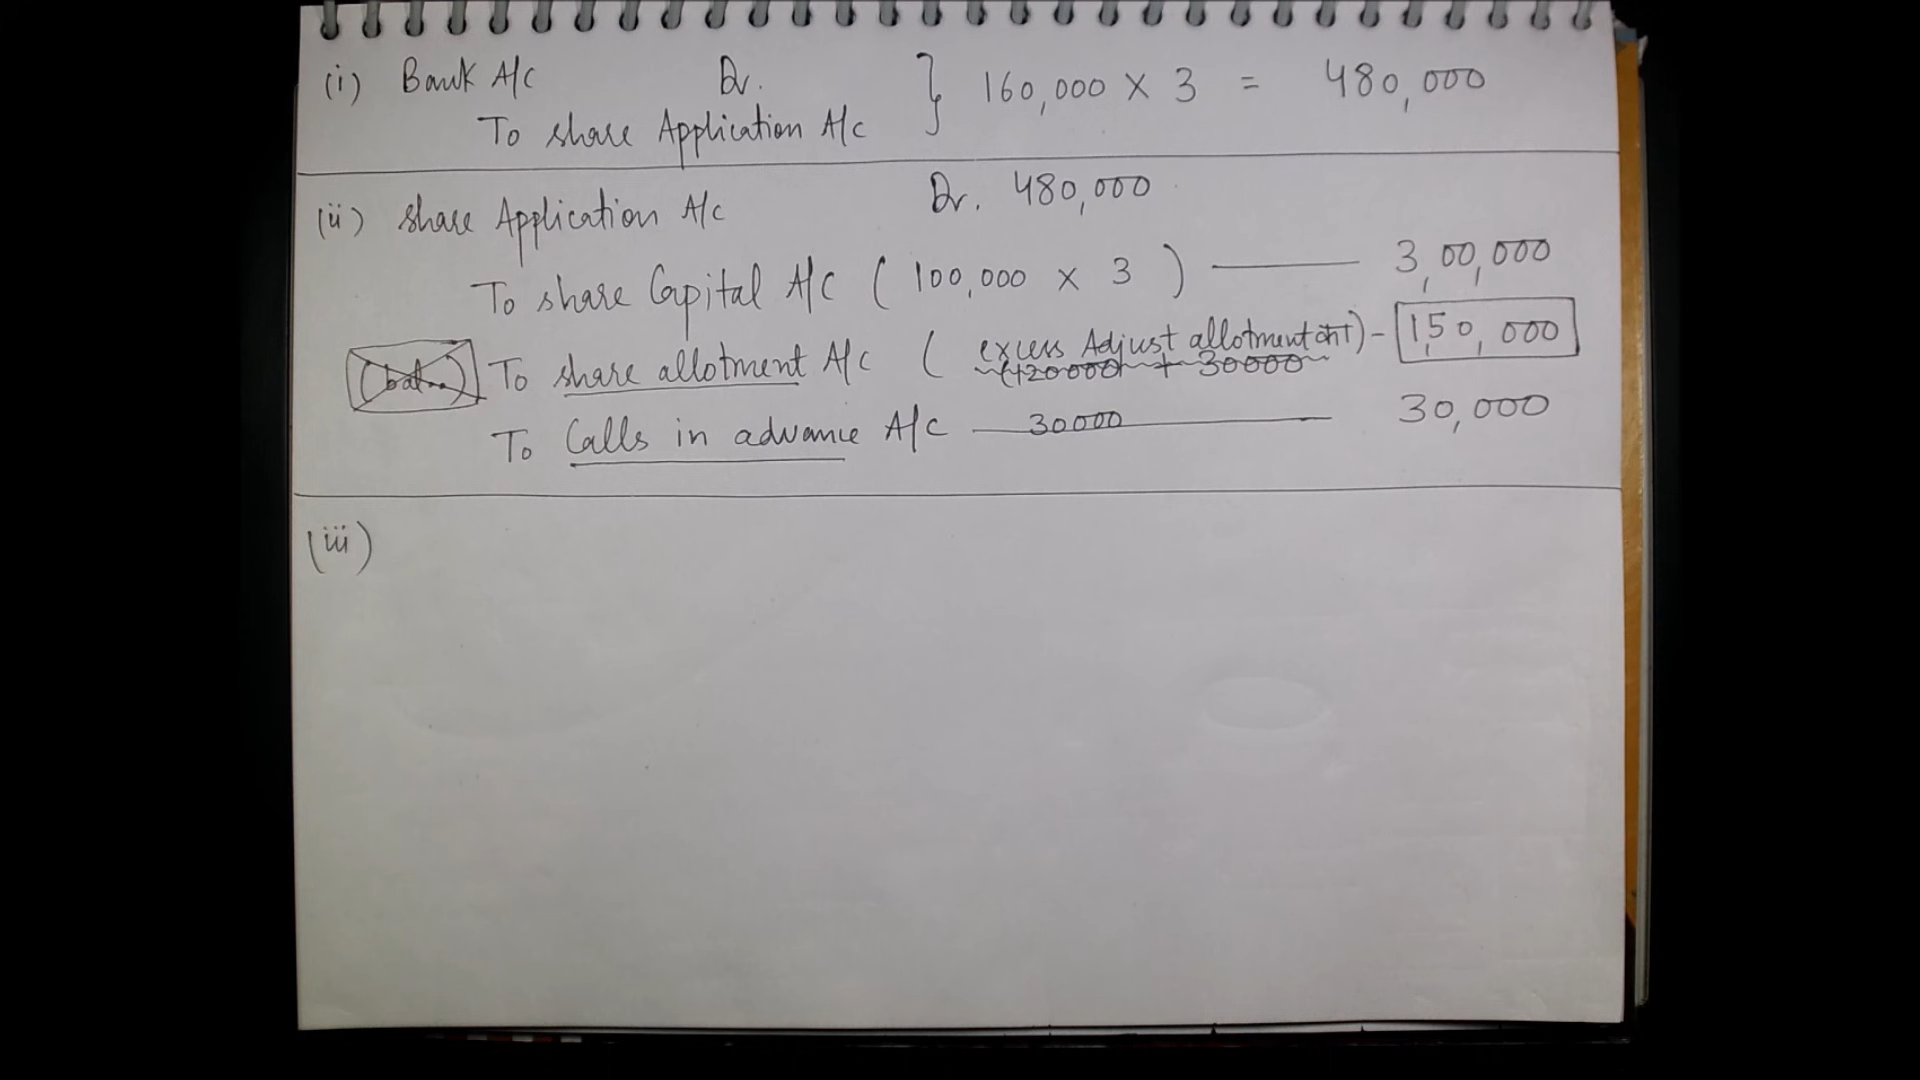 (i) Bank A/c Dr. } 160,000 × 3 = 480,000
To share Application A/c
(ii) share Application A/c Dr. 480,000
To share Capital A/c ( 100,000 × 3 ) — 3,00,000
(bal...) To share allotment A/c ( excess Adjust allotment) - 1,50,000
(120000) + 30000
To Calls in advance A/c — 30000 — 30,000
(iii)